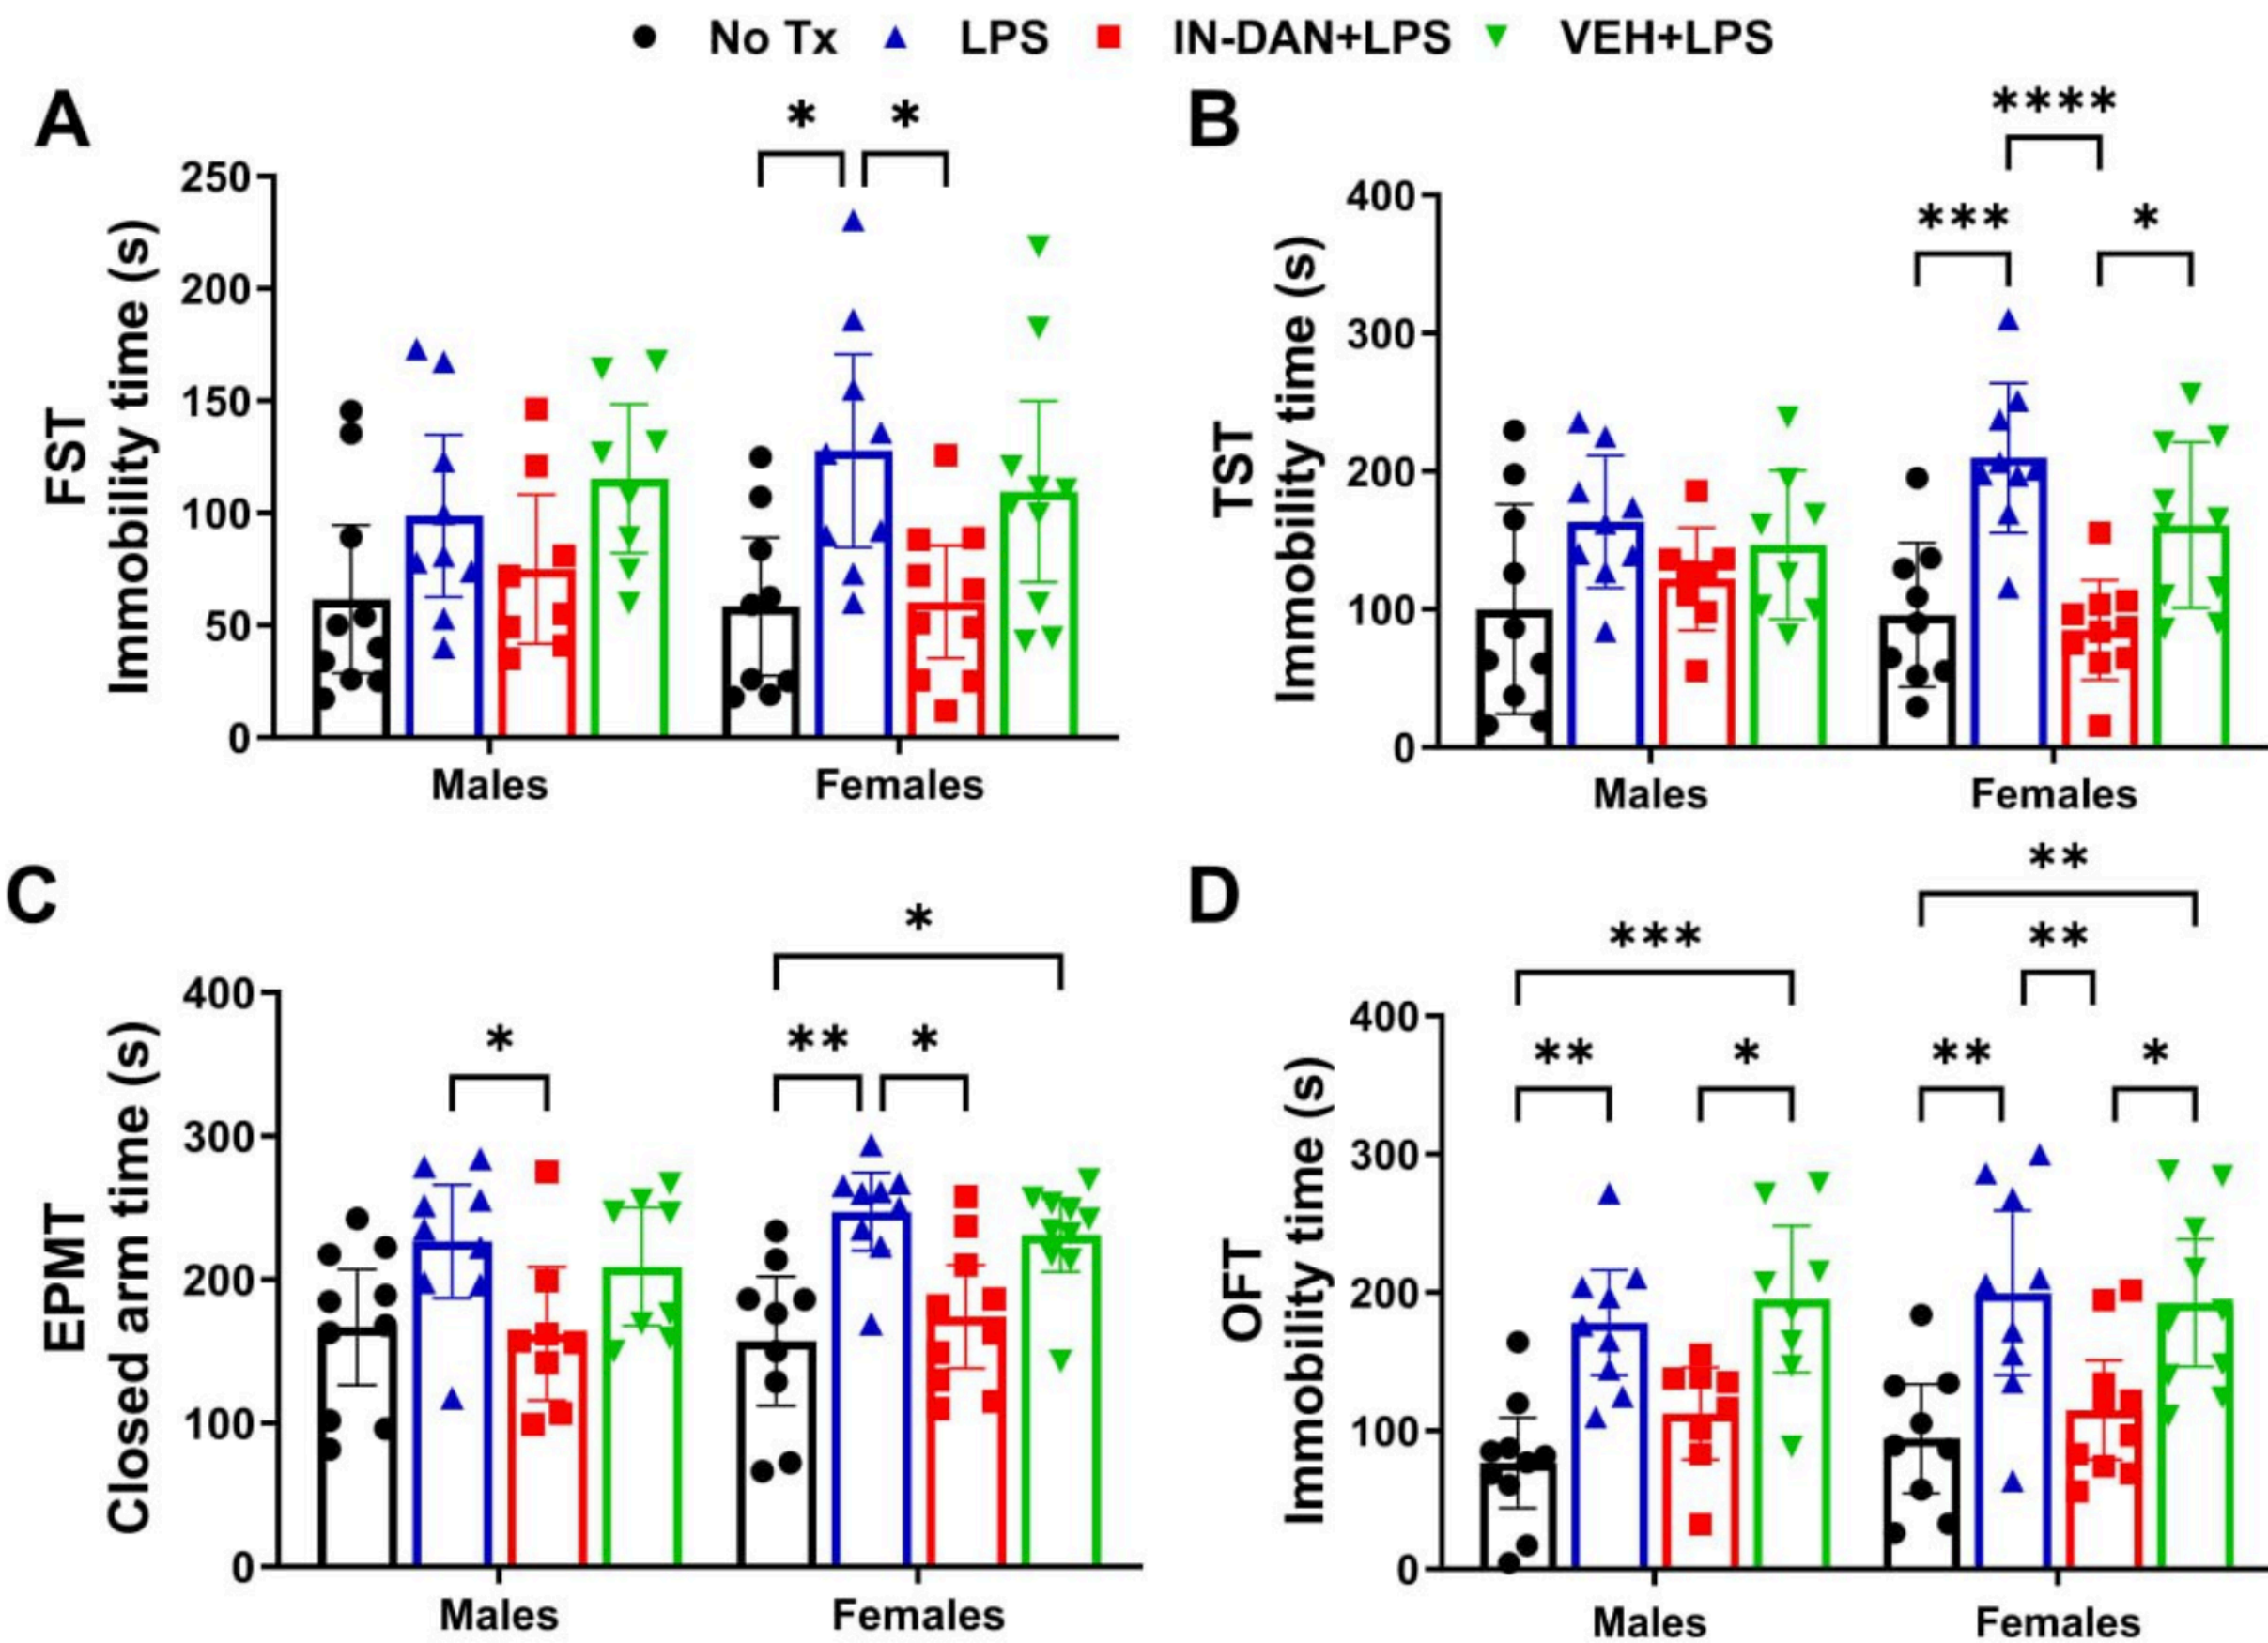 No Tx LPS IN-DAN+LPS VEH+LPS
A
* *
FST
Immobility time (s)
250
200
150
100
50
0
Males Females
B
****
*** *
TST
Immobility time (s)
400
300
200
100
0
Males Females
C
*
* ** *
EPMT
Closed arm time (s)
400
300
200
100
0
Males Females
D
**
*** **
** * ** *
OFT
Immobility time (s)
400
300
200
100
0
Males Females